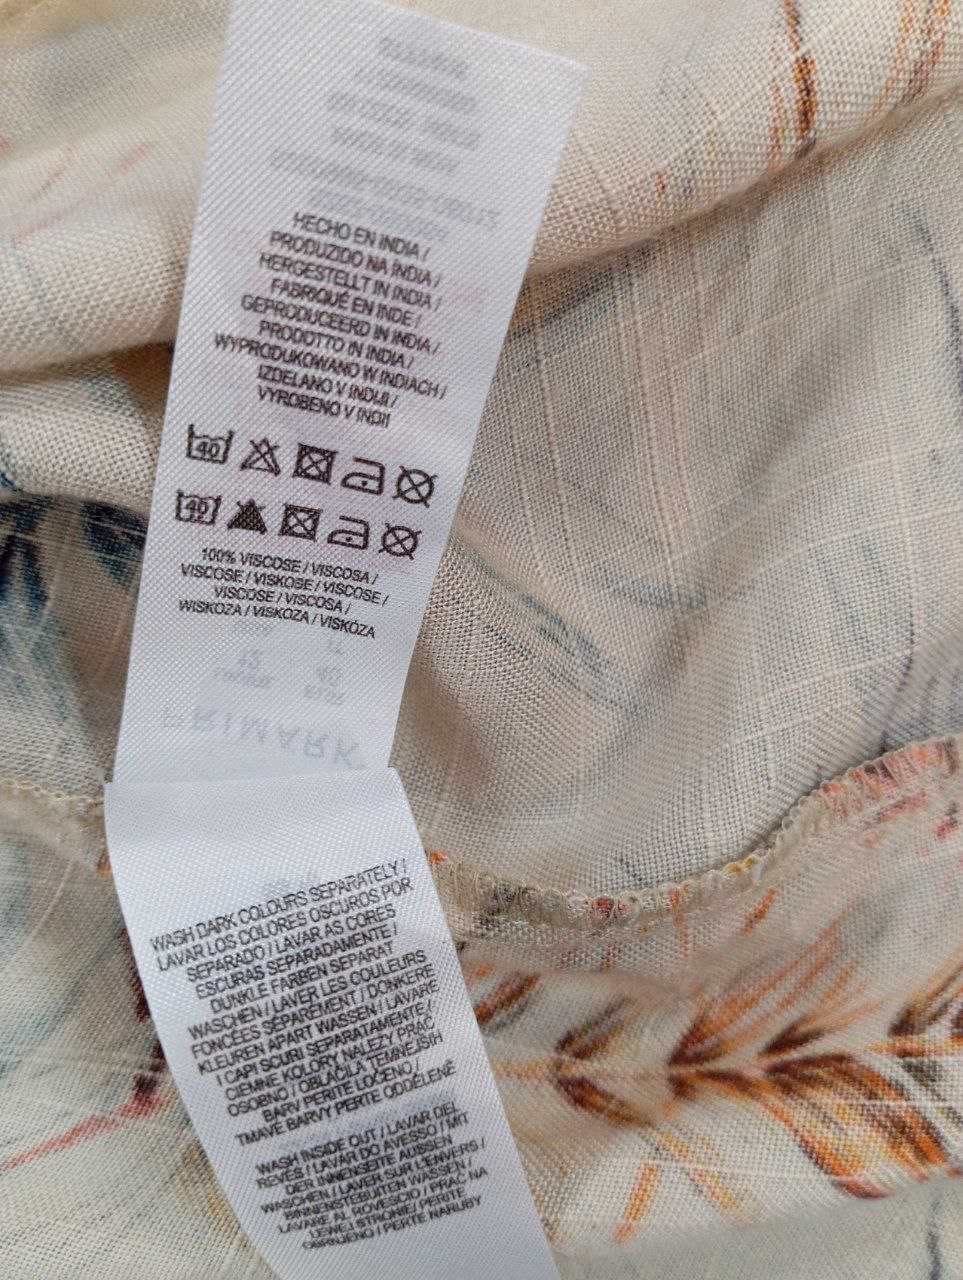 HECHO EN INDIA /
PRODUZIDO NA ÍNDIA /
HERGESTELLT IN INDIA /
FABRIQUÉ EN INDE /
GEPRODUCEERD IN INDIA /
PRODOTTO IN INDIA /
WYPRODUKOWANO W INDIACH /
IZDELANO V INDIJI /
VYROBENO V INDII
40
40
100% VISCOSE / VISCOSA /
VISCOSE / VISKOSE / VISCOSE /
VISCOSE / VISCOSA /
WISKOZA / VISKOZA / VISKÓZA
PRIMARK
WASH DARK COLOURS SEPARATELY /
LAVAR LOS COLORES OSCUROS POR
SEPARADO / LAVAR AS CORES
ESCURAS SEPARADAMENTE /
DUNKLE FARBEN SEPARAT
WASCHEN / LAVER LES COULEURS
FONCÉES SÉPAREMENT / DONKERE
KLEUREN APART WASSEN / LAVARE
I CAPI SCURI SEPARATAMENTE /
CIEMNE KOLORY NALEŻY PRAĆ
OSOBNO / OBLAČILA TEMNEJŠIH
BARV PERITE LOČENO /
TMAVÉ BARVY PERTE ODDĚLENĚ
WASH INSIDE OUT / LAVAR DEL
REVÉS / LAVAR DO AVESSO / MIT
DER INNENSEITE AUSSEN
WASCHEN / LAVER SUR L'ENVERS /
BINNENSTEBUITEN WASSEN /
LAVARE AL ROVESCIO / PRAĆ NA
LEWEJ STRONIE / PERITE
OBRNJENO / PERTE NARUBY